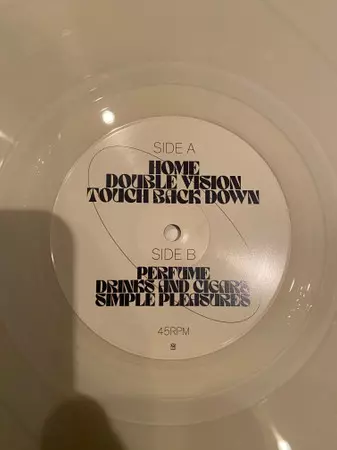 SIDE A
HOME
DOUBLE VISION
TOUCH BACK DOWN
SIDE B
PERFUME
DRINKS AND CIGARS
SIMPLE PLEASURES
45RPM